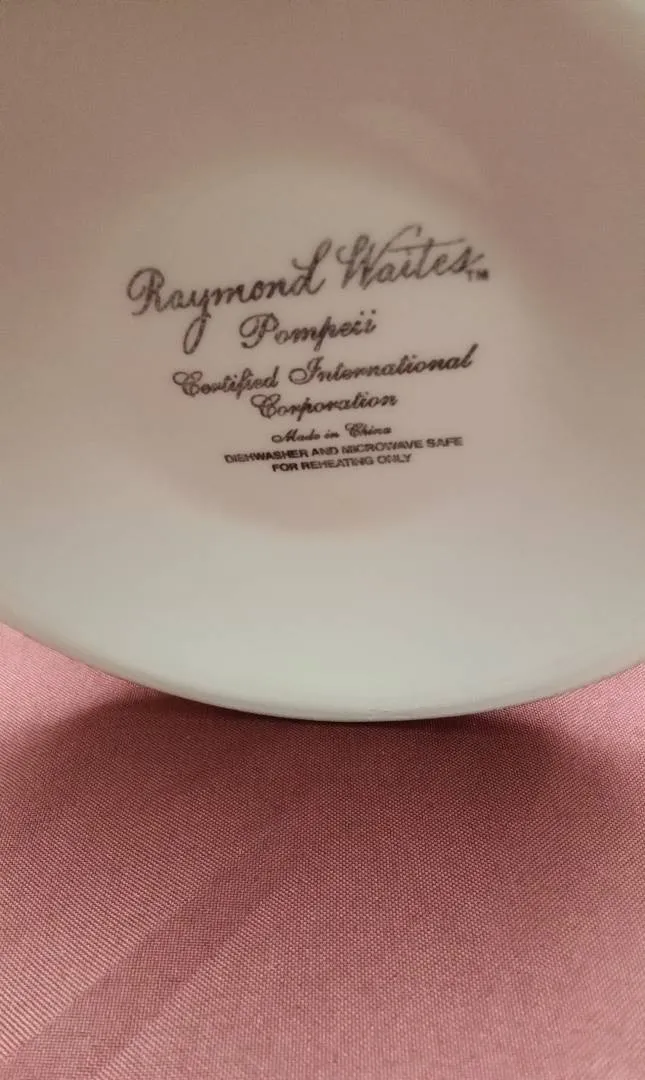 Raymond Waites™
Pompeii
Certified International
Corporation
Made in China
DISHWASHER AND MICROWAVE SAFE
FOR REHEATING ONLY